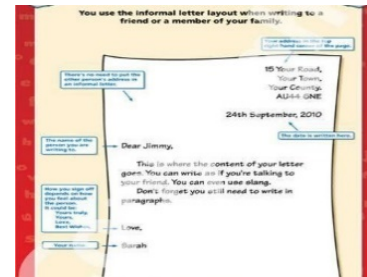 You use the informal letter layout when writing to a
friend or a member of your family.
Your address in the top
right hand corner of the page.
There's no need to put the
other person's address in
an informal letter.
15 Your Road,
Your Town,
Your County.
AU44 0NE
24th September, 2010
The date is written here.
The name of the
person you are
writing to.
Dear Jimmy,
This is where the content of your letter
goes. You can write as if you're talking to
your friend. You can even use slang.
Don't forget you still need to write in
paragraphs.
How you sign off
depends on how
you feel about
the person.
It could be:
Yours truly,
Yours,
Love,
Best Wishes,
Love,
Your name
Sarah